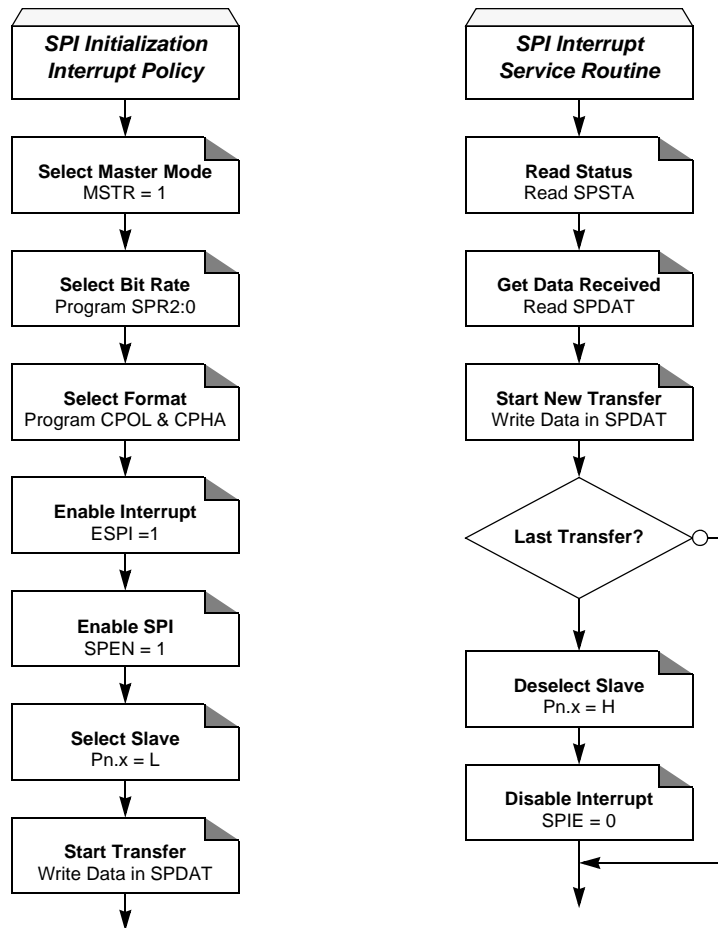 SPI Initialization
Interrupt Policy
Select Master Mode
MSTR = 1
Select Bit Rate
Program SPR2:0
Select Format
Program CPOL & CPHA
Enable Interrupt
ESPI =1
Enable SPI
SPEN = 1
Select Slave
Pn.x = L
Start Transfer
Write Data in SPDAT
SPI Interrupt
Service Routine
Read Status
Read SPSTA
Get Data Received
Read SPDAT
Start New Transfer
Write Data in SPDAT
Last Transfer?
Deselect Slave
Pn.x = H
Disable Interrupt
SPIE = 0